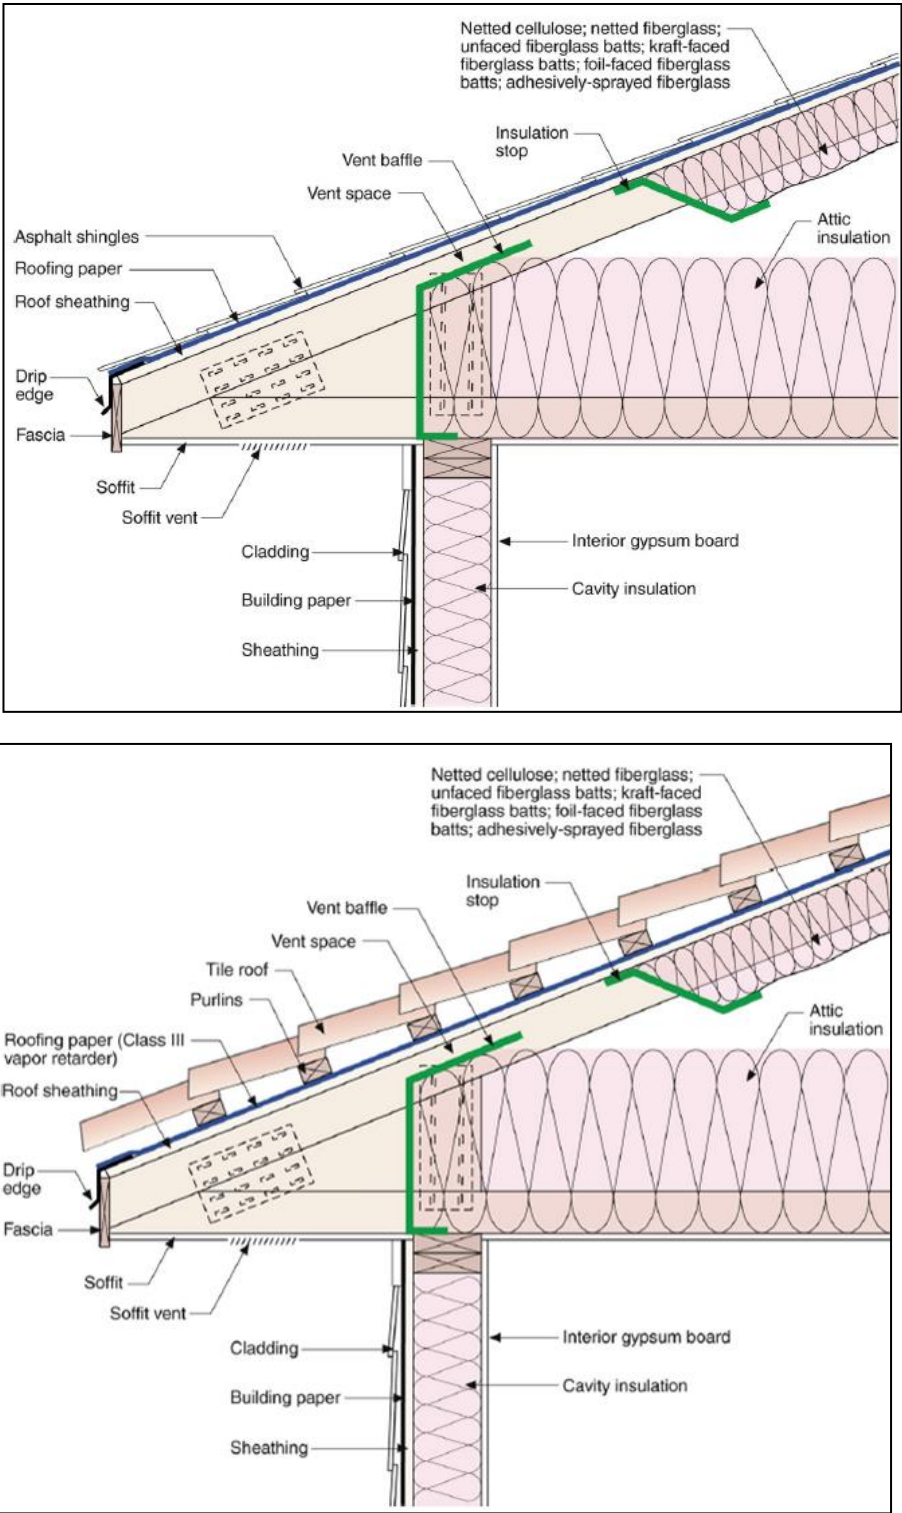 Netted cellulose; netted fiberglass;
unfaced fiberglass batts; kraft-faced
fiberglass batts; foil-faced fiberglass
batts; adhesively-sprayed fiberglass
Insulation
stop
Vent baffle
Vent space
Attic
insulation
Asphalt shingles
Roofing paper
Roof sheathing
Drip
edge
Fascia
Soffit
Soffit vent
Cladding
Interior gypsum board
Cavity insulation
Building paper
Sheathing
Netted cellulose; netted fiberglass;
unfaced fiberglass batts; kraft-faced
fiberglass batts; foil-faced fiberglass
batts; adhesively-sprayed fiberglass
Insulation
stop
Vent baffle
Vent space
Tile roof
Purlins
Attic
insulation
Roofing paper (Class III
vapor retarder)
Roof sheathing
Drip
edge
Fascia
Soffit
Soffit vent
Interior gypsum board
Cladding
Cavity insulation
Building paper
Sheathing